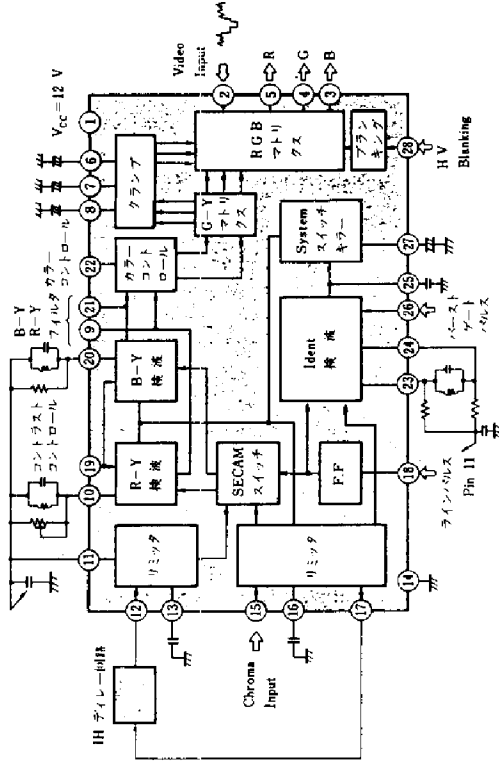 Vcc=12 V
Video
Input
R
G
B
H V
Blanking
B-Y
R-Y
フィルタ
カラー
コントロール
コントラスト
コントロール
1
6
7
8
22
21
9
20
19
10
11
12
13
15
16
17
14
18
23
24
26
25
27
28
3
4
5
2
クランプ
RGB
マトリ
クス
ブラン
キング
G-Y
マトリ
クス
カラー
コント
ロール
System
スイッチ
キラー
B-Y
検波
R-Y
検波
Ident
検波
SECAM
スイッチ
F.F
リミッタ
リミッタ
1H ディレー回路
Chroma
Input
ラインパルス
Pin 11
バースト
ゲート
パルス